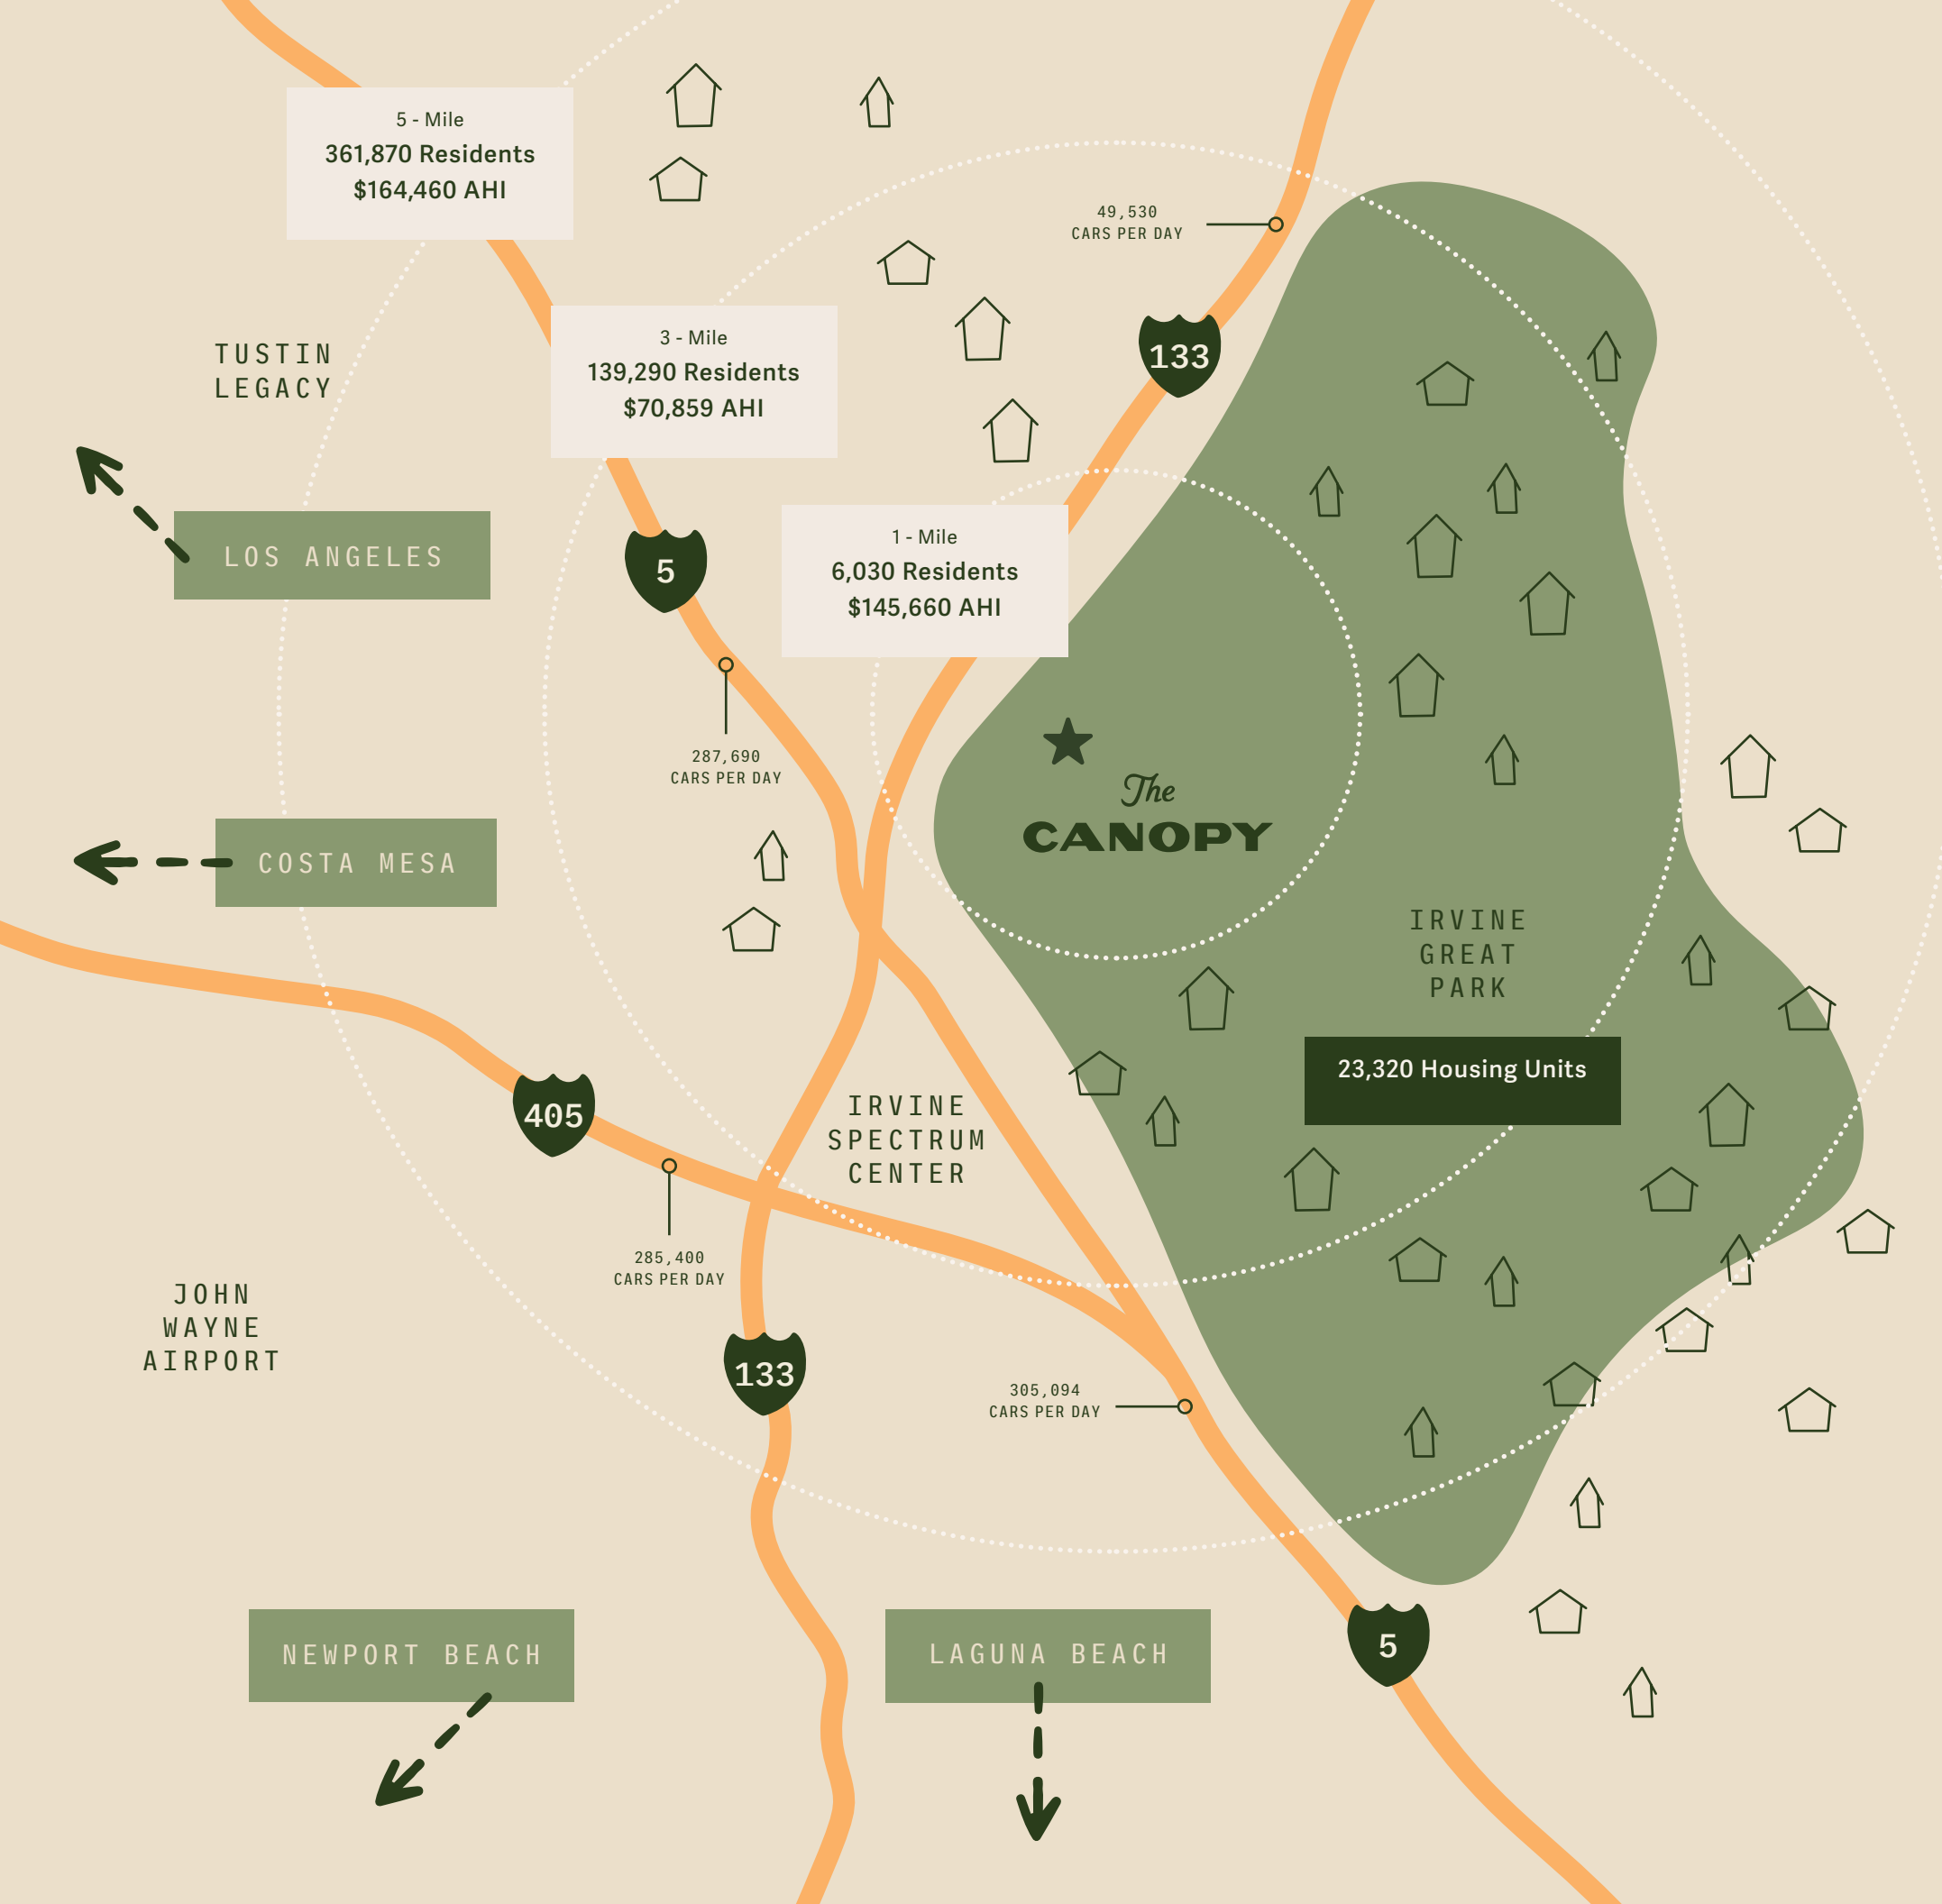 5 - Mile
361,870 Residents
$164,460 AHI
49,530
CARS PER DAY
133
3 - Mile
139,290 Residents
$70,859 AHI
TUSTIN
LEGACY
LOS ANGELES
5
1 - Mile
6,030 Residents
$145,660 AHI
287,690
CARS PER DAY
The
CANOPY
COSTA MESA
IRVINE
GREAT
PARK
23,320 Housing Units
405
IRVINE
SPECTRUM
CENTER
285,400
CARS PER DAY
JOHN
WAYNE
AIRPORT
133
305,094
CARS PER DAY
NEWPORT BEACH
LAGUNA BEACH
5